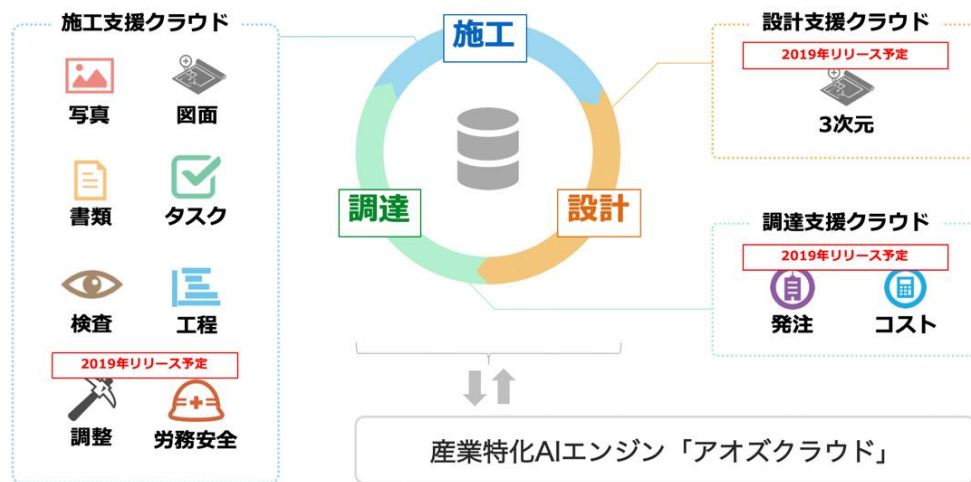 施工支援クラウド
写真
図面
書類
タスク
検査
工程
2019年リリース予定
調整
労務安全
施工
調達
設計
設計支援クラウド
2019年リリース予定
3次元
調達支援クラウド
2019年リリース予定
発注
コスト
産業特化AIエンジン「アオズクラウド」